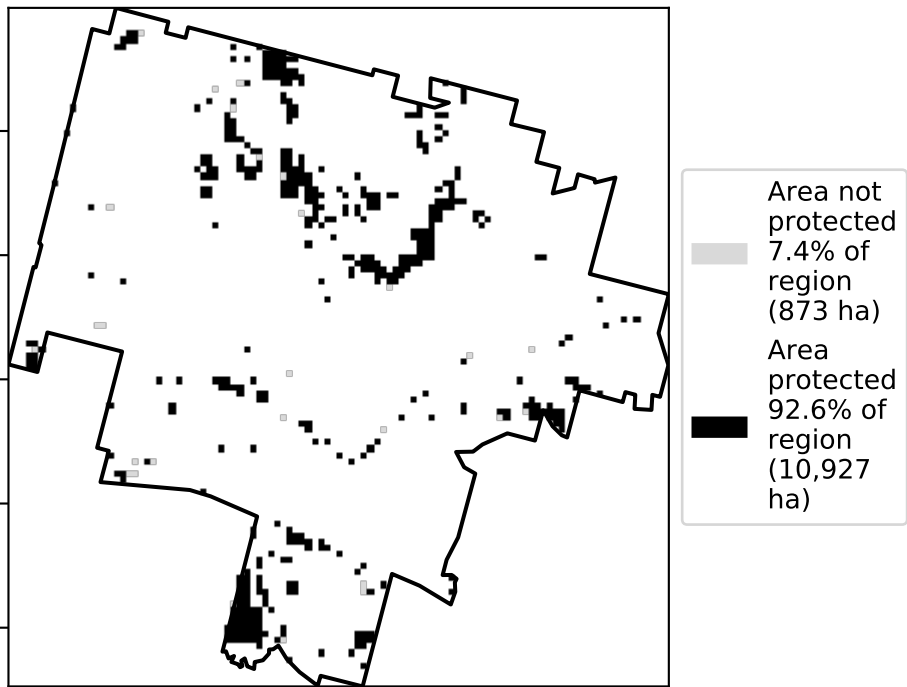 Area not
protected
7.4% of
region
(873 ha)
Area
protected
92.6% of
region
(10,927
ha)